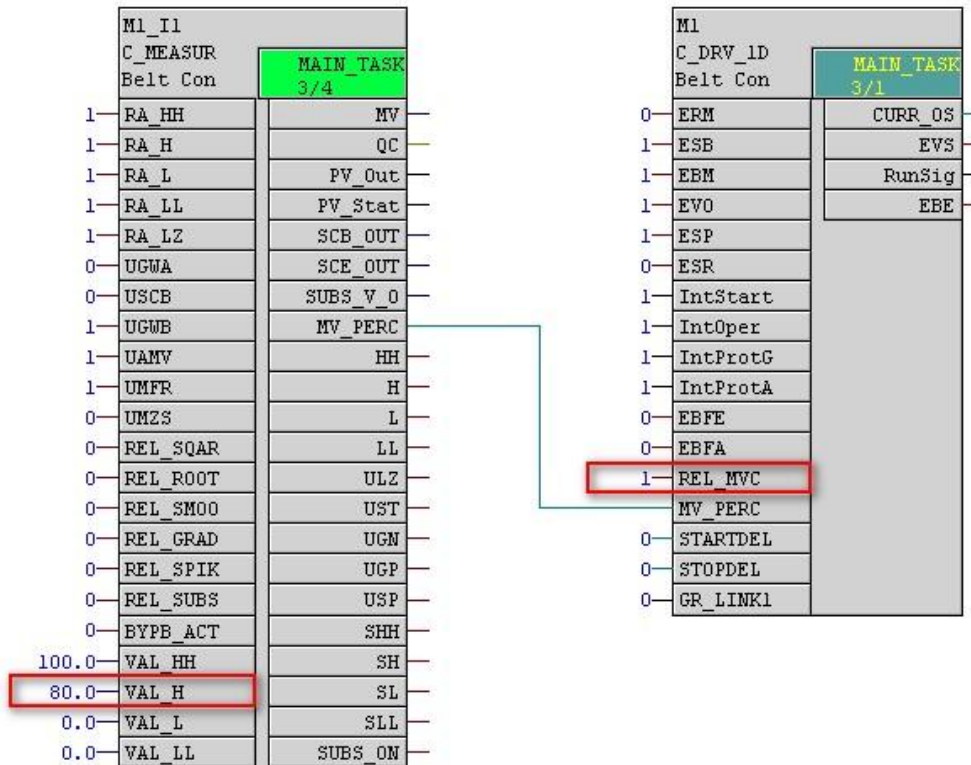 M1_I1
C_MEASUR
Belt Con
MAIN_TASK
3/4
1 RA_HH MV
1 RA_H QC
1 RA_L PV_Out
1 RA_LL PV_Stat
1 RA_LZ SCB_OUT
0 UGWA SCE_OUT
0 USCB SUBS_V_O
1 UGWB MV_PERC
1 UAMV HH
1 UMFR H
0 UMZS L
0 REL_SQAR LL
0 REL_ROOT ULZ
0 REL_SMOO UST
0 REL_GRAD UGN
0 REL_SPIK UGP
0 REL_SUBS USP
0 BYPB_ACT SHH
100.0 VAL_HH SH
80.0 VAL_H SL
0.0 VAL_L SLL
0.0 VAL_LL SUBS_ON
M1
C_DRV_1D
Belt Con
MAIN_TASK
3/1
0 ERM CURR_OS
1 ESB EVS
1 EBM RunSig
1 EVO EBE
1 ESP
0 ESR
1 IntStart
1 IntOper
1 IntProtG
1 IntProtA
0 EBFE
0 EBFA
1 REL_MVC
MV_PERC
0 STARTDEL
0 STOPDEL
0 GR_LINK1